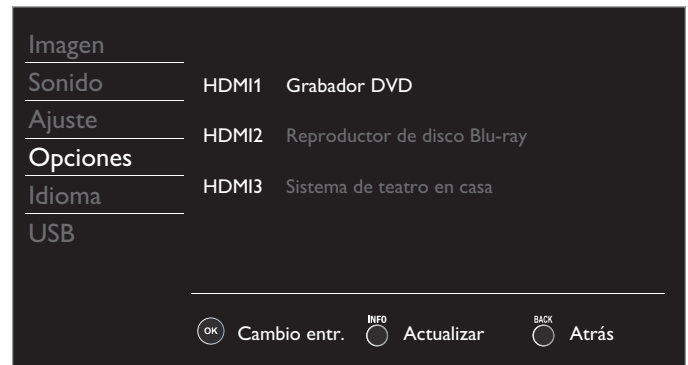 Imagen
Sonido
Ajuste
Opciones
Idioma
USB
HDMI1 Grabador DVD
HDMI2 Reproductor de disco Blu-ray
HDMI3 Sistema de teatro en casa
OK Cambio entr. INFO Actualizar BACK Atrás